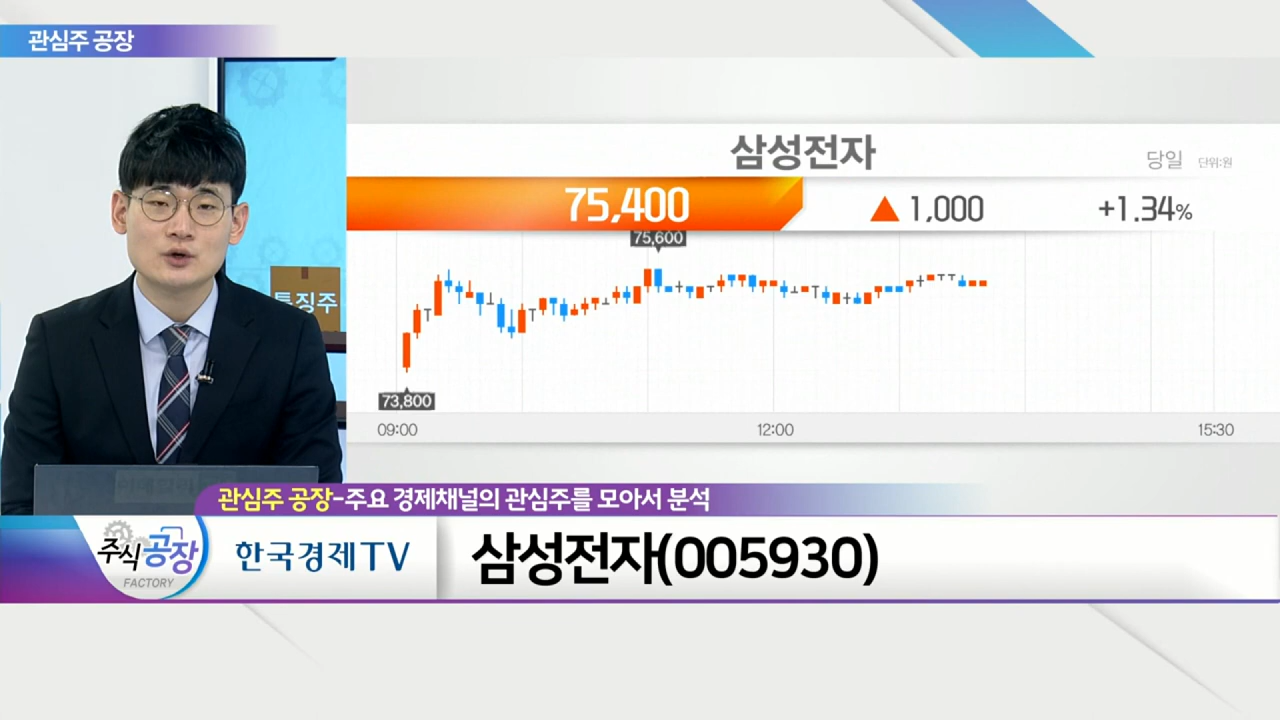 관심주 공장
삼성전자
당일 단위:원
75,400 ▲ 1,000 +1.34%
75,600
특징주
73,800
09:00 12:00 15:30
관심주 공장-주요 경제채널의 관심주를 모아서 분석
주식공장
FACTORY
한국경제TV
삼성전자(005930)